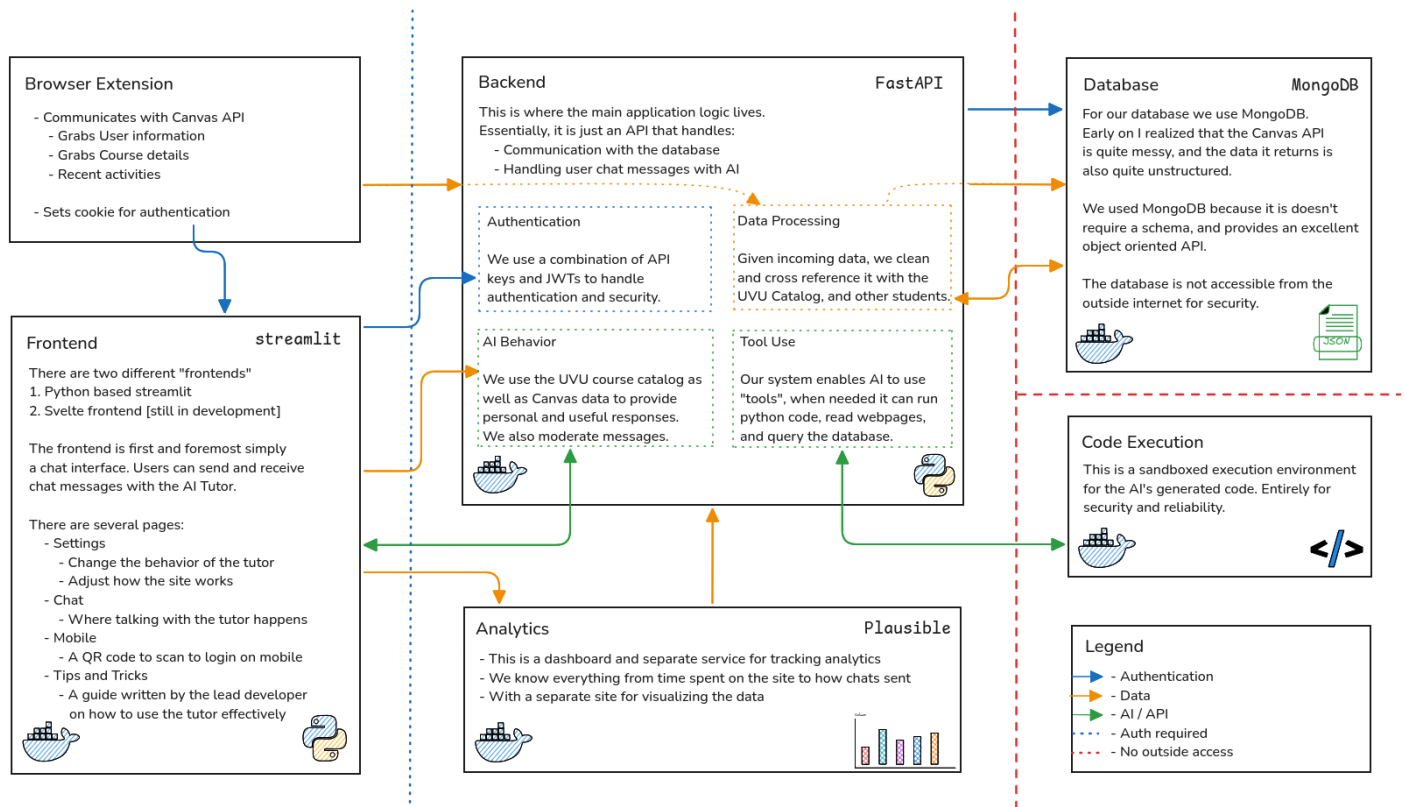 Browser Extension
- Communicates with Canvas API
- Grabs User information
- Grabs Course details
- Recent activities
- Sets cookie for authentication
Frontend
streamlit
There are two different "frontends"
1. Python based streamlit
2. Svelte frontend [still in development]
The frontend is first and foremost simply
a chat interface. Users can send and receive
chat messages with the AI Tutor.
There are several pages:
- Settings
- Change the behavior of the tutor
- Adjust how the site works
- Chat
- Where talking with the tutor happens
- Mobile
- A QR code to scan to login on mobile
- Tips and Tricks
- A guide written by the lead developer
on how to use the tutor effectively
Backend
FastAPI
This is where the main application logic lives.
Essentially, it is just an API that handles:
- Communication with the database
- Handling user chat messages with AI
Authentication
We use a combination of API
keys and JWTs to handle
authentication and security.
Data Processing
Given incoming data, we clean
and cross reference it with the
UVU Catalog, and other students.
AI Behavior
We use the UVU course catalog as
well as Canvas data to provide
personal and useful responses.
We also moderate messages.
Tool Use
Our system enables AI to use
"tools", when needed it can run
python code, read webpages,
and query the database.
Analytics
Plausible
- This is a dashboard and separate service for tracking analytics
- We know everything from time spent on the site to how chats sent
- With a separate site for visualizing the data
Database
MongoDB
For our database we use MongoDB.
Early on I realized that the Canvas API
is quite messy, and the data it returns is
also quite unstructured.
We used MongoDB because it is doesn't
require a schema, and provides an excellent
object oriented API.
The database is not accessible from the
outside internet for security.
JSON
Code Execution
This is a sandboxed execution environment
for the AI's generated code. Entirely for
security and reliability.
</>
Legend
- Authentication
- Data
- AI / API
- Auth required
- No outside access